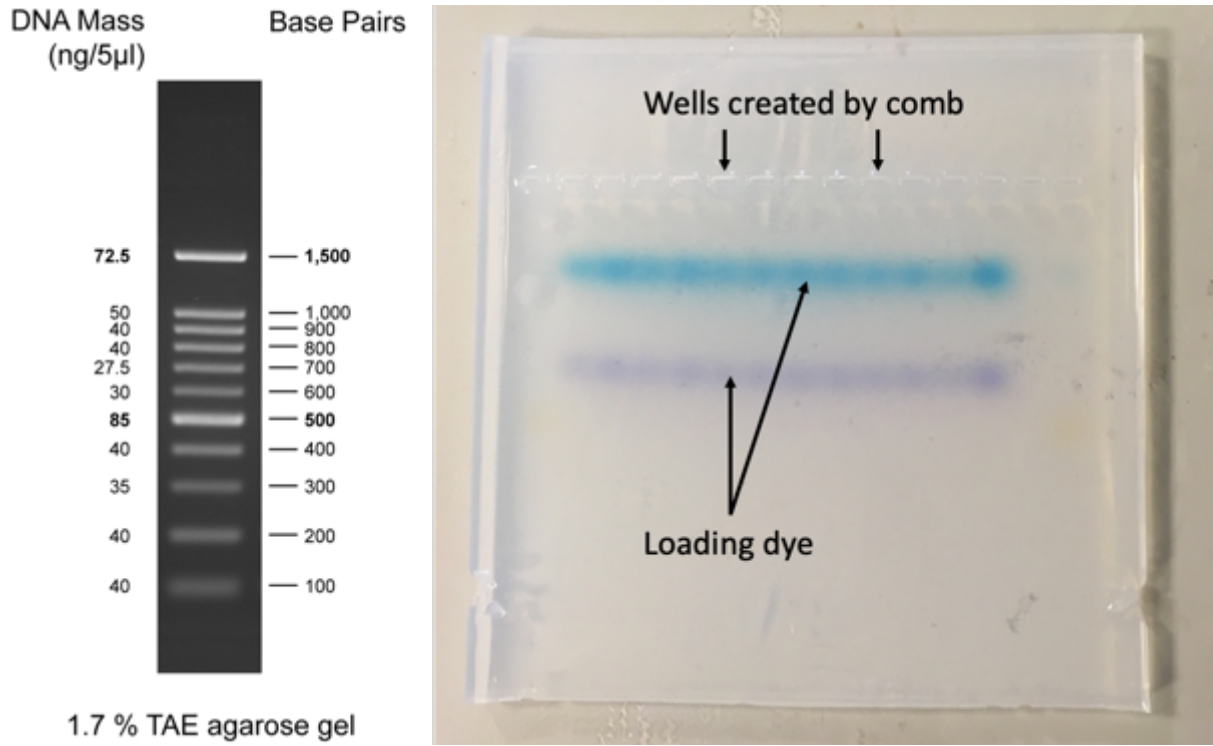 DNA Mass
(ng/5µl)
Base Pairs
72.5 1,500
50 1,000
40 900
40 800
27.5 700
30 600
85 500
40 400
35 300
40 200
40 100
1.7 % TAE agarose gel
Wells created by comb
Loading dye